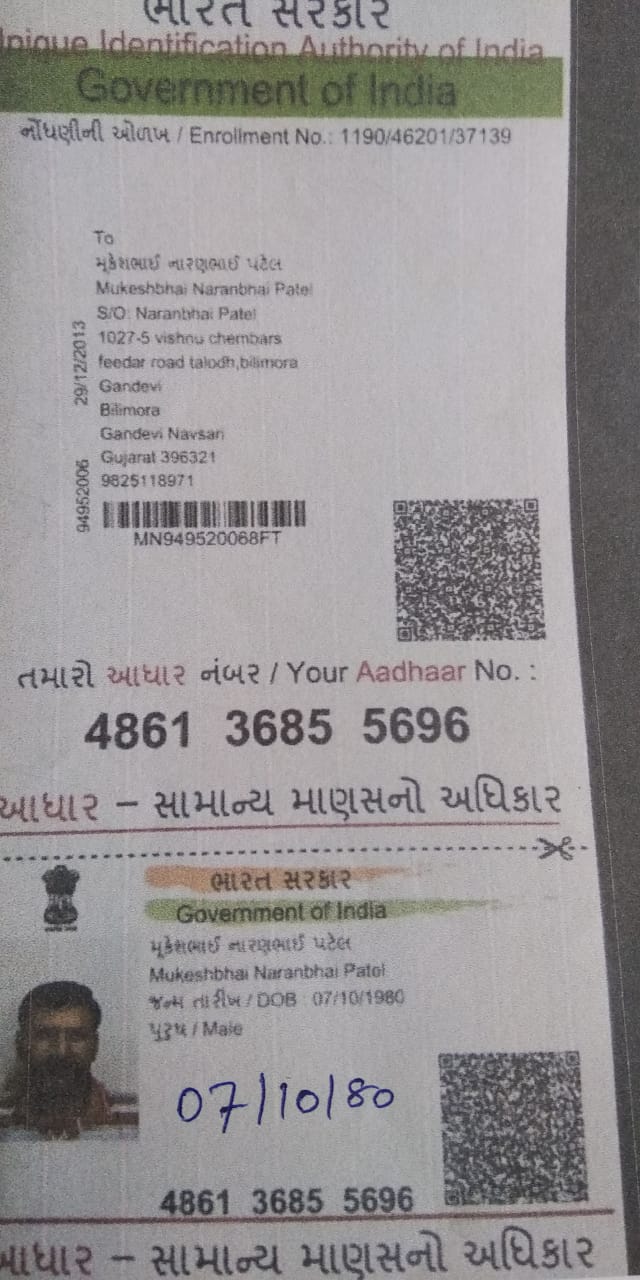 ભારત સરકાર
Unique Identification Authority of India
Government of India
નોંધણીની ઓળખ / Enrollment No.: 1190/46201/37139
To
મૂકેશભાઈ નારણભાઈ પટેલ
Mukeshbhai Naranbhai Patel
S/O: Naranbhai Patel
1027-5 vishnu chembars
feedar road talodh,bilimora
Gandevi
Bilimora
Gandevi Navsari
Gujarat 396321
9825118971
29/12/2013
94952006
MN949520068FT
તમારો આધાર નંબર / Your Aadhaar No. :
4861 3685 5696
આધાર – સામાન્ય માણસનો અધિકાર
ભારત સરકાર
Government of India
મૂકેશભાઈ નારણભાઈ પટેલ
Mukeshbhai Naranbhai Patel
જન્મ તારીખ / DOB : 07/10/1980
પુરુષ / Male
07/10/80
4861 3685 5696
આધાર – સામાન્ય માણસનો અધિકાર